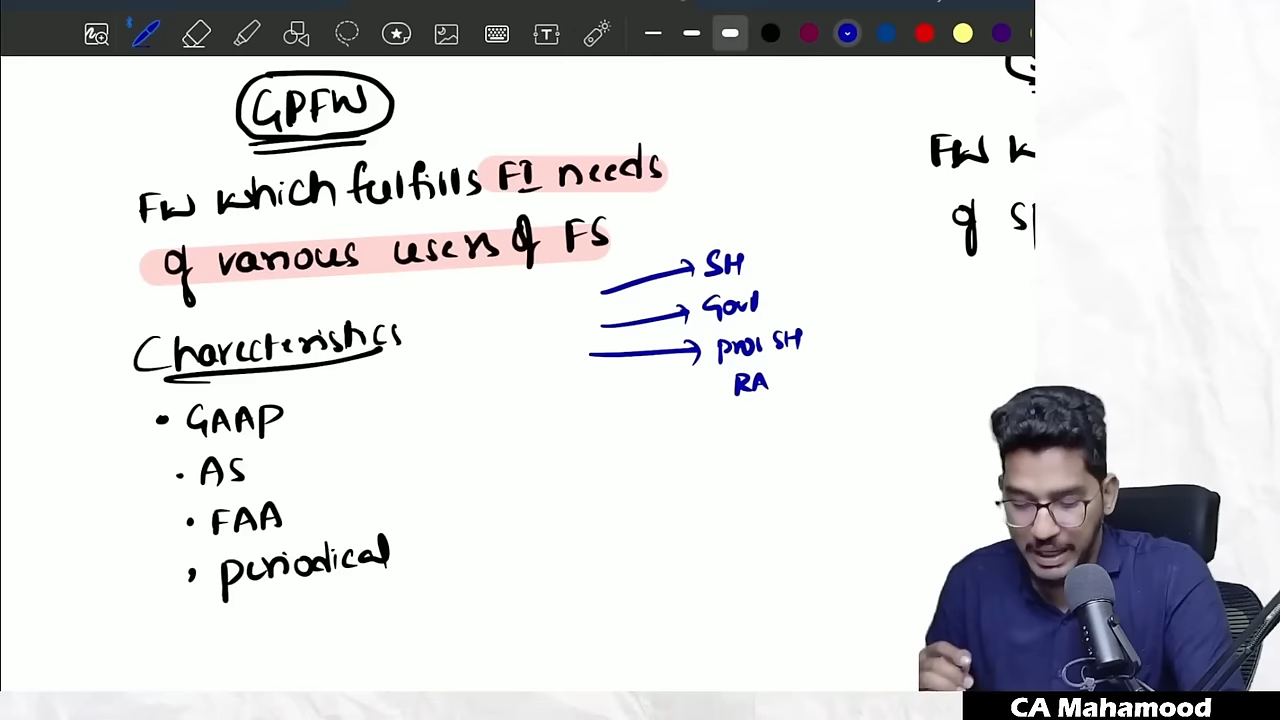 GPFW
FW which fulfills FI needs
of various users of FS
SH
Govt
pros SH
RA
Charecteristics
• GAAP
• AS
• FAA
• periodical
FW
of
CA Mahamood